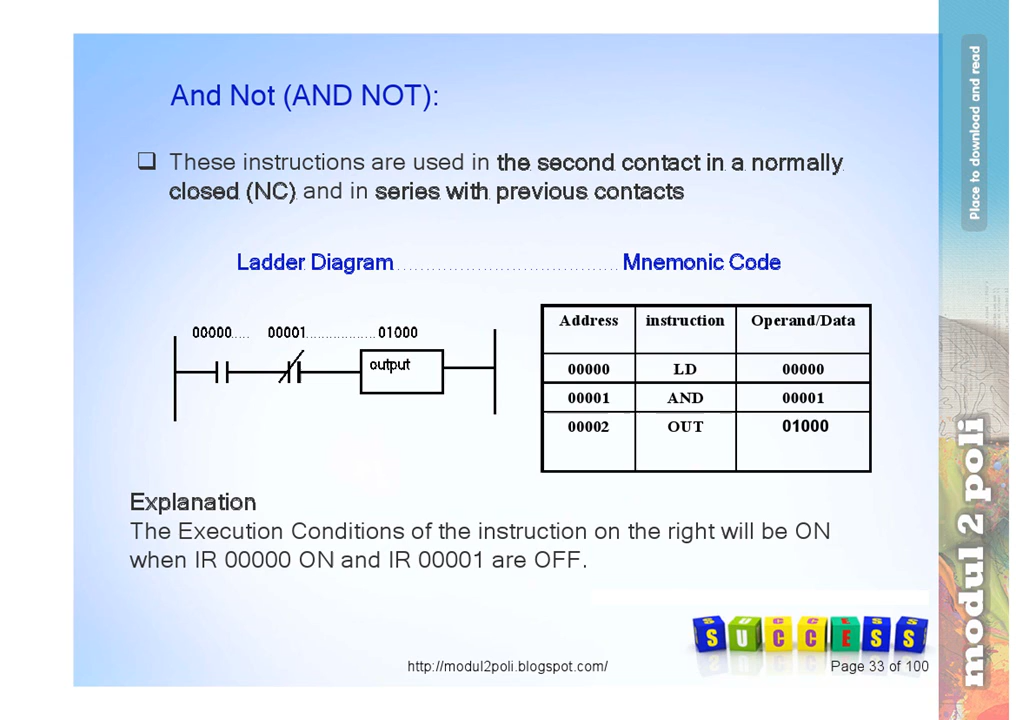 And Not (AND NOT):
❑ These instructions are used in the second contact in a normally
closed (NC) and in series with previous contacts
Ladder Diagram...................................... Mnemonic Code
00000..... 00001...................01000
output
Address instruction Operand/Data
00000 LD 00000
00001 AND 00001
00002 OUT 01000
Explanation
The Execution Conditions of the instruction on the right will be ON
when IR 00000 ON and IR 00001 are OFF.
SUCCESS
http://modul2poli.blogspot.com/
Page 33 of 100
Place to download and read
modul 2 poli